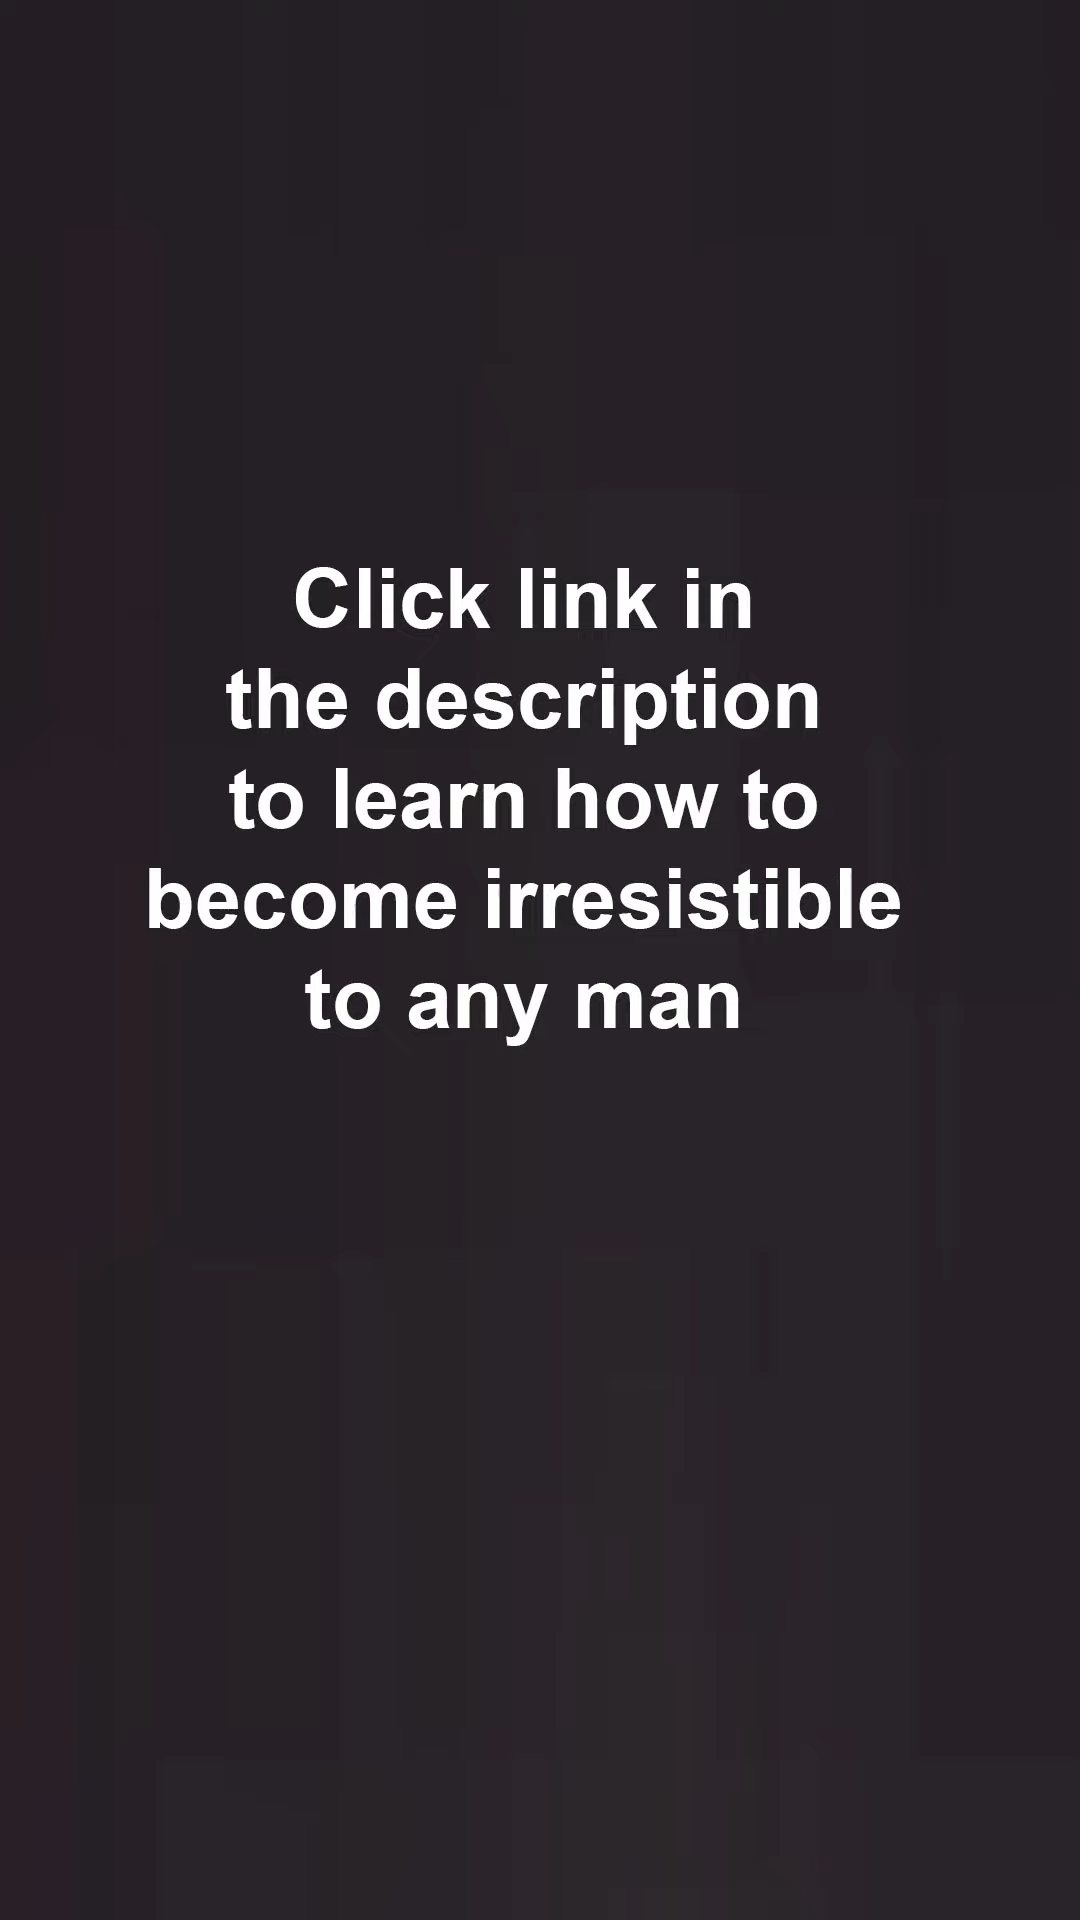 Click link in
the description
to learn how to
become irresistible
to any man